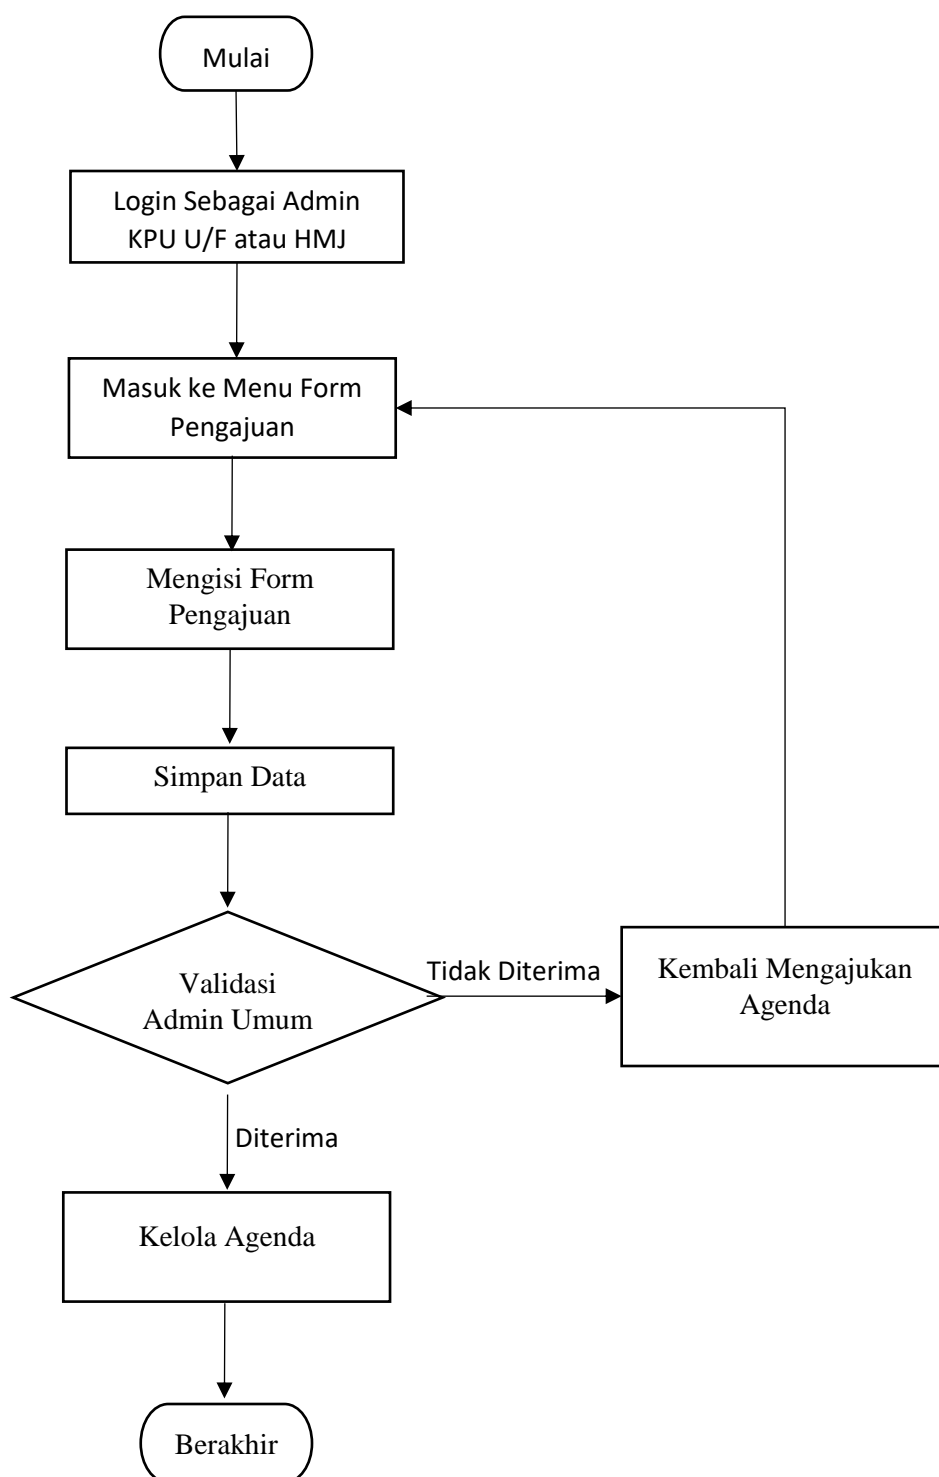 Mulai
Login Sebagai Admin
KPU U/F atau HMJ
Masuk ke Menu Form
Pengajuan
Mengisi Form
Pengajuan
Simpan Data
Validasi
Admin Umum
Tidak Diterima
Kembali Mengajukan
Agenda
Diterima
Kelola Agenda
Berakhir